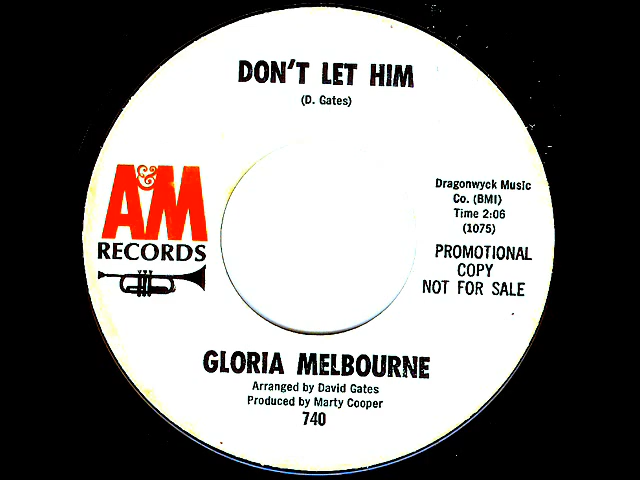 DON'T LET HIM
(D. Gates)
A&M
RECORDS
Dragonwyck Music
Co. (BMI)
Time 2:06
(1075)
PROMOTIONAL
COPY
NOT FOR SALE
GLORIA MELBOURNE
Arranged by David Gates
Produced by Marty Cooper
740